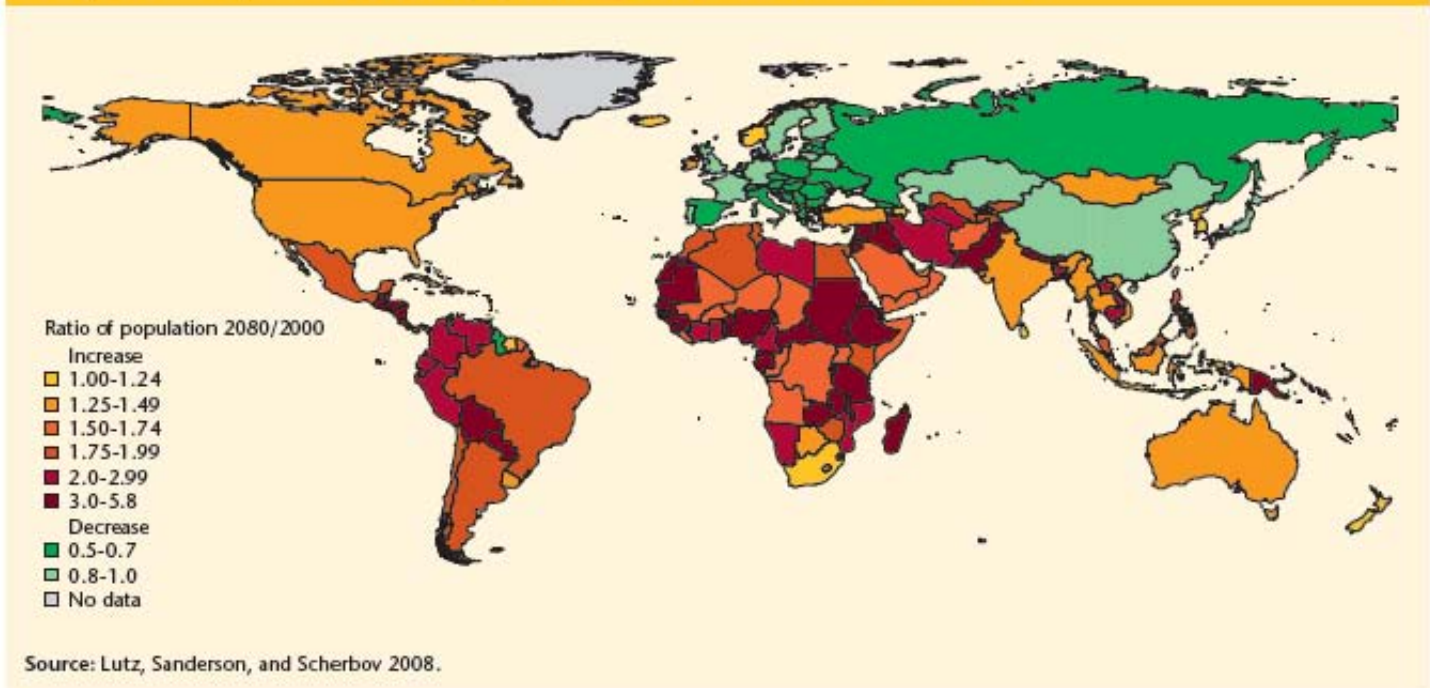 Ratio of population 2080/2000
Increase
1.00-1.24
1.25-1.49
1.50-1.74
1.75-1.99
2.0-2.99
3.0-5.8
Decrease
0.5-0.7
0.8-1.0
No data
Source: Lutz, Sanderson, and Scherbov 2008.